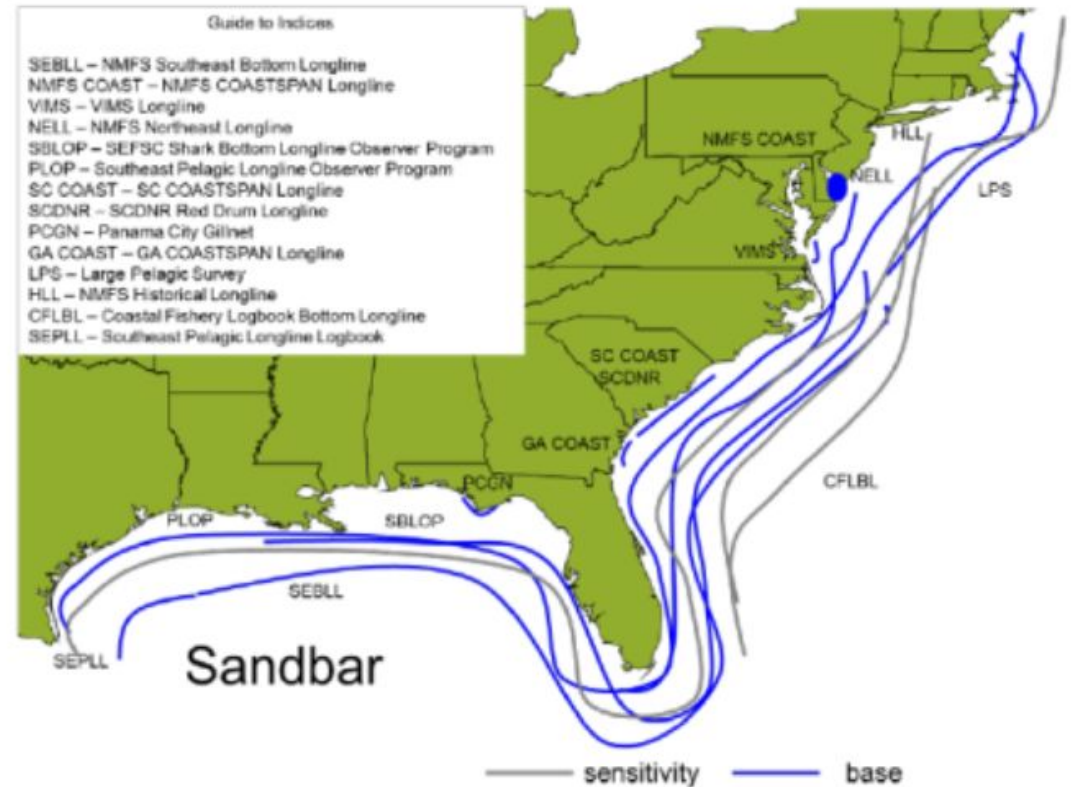 Guide to Indices
SEBLL – NMFS Southeast Bottom Longline
NMFS COAST – NMFS COASTSPAN Longline
VIMS – VIMS Longline
NELL – NMFS Northeast Longline
SBLOP – SEFSC Shark Bottom Longline Observer Program
PLOP – Southeast Pelagic Longline Observer Program
SC COAST – SC COASTSPAN Longline
SCDNR – SCDNR Red Drum Longline
PCGN – Panama City Gillnet
GA COAST – GA COASTSPAN Longline
LPS – Large Pelagic Survey
HLL – NMFS Historical Longline
CFLBL – Coastal Fishery Logbook Bottom Longline
SEPLL – Southeast Pelagic Longline Logbook
NMFS COAST
HLL
NELL
LPS
VIMS
SC COAST
SCDNR
GA COAST
PCGN
CFLBL
PLOP
SBLOP
SEBLL
SEPLL
Sandbar
sensitivity
base